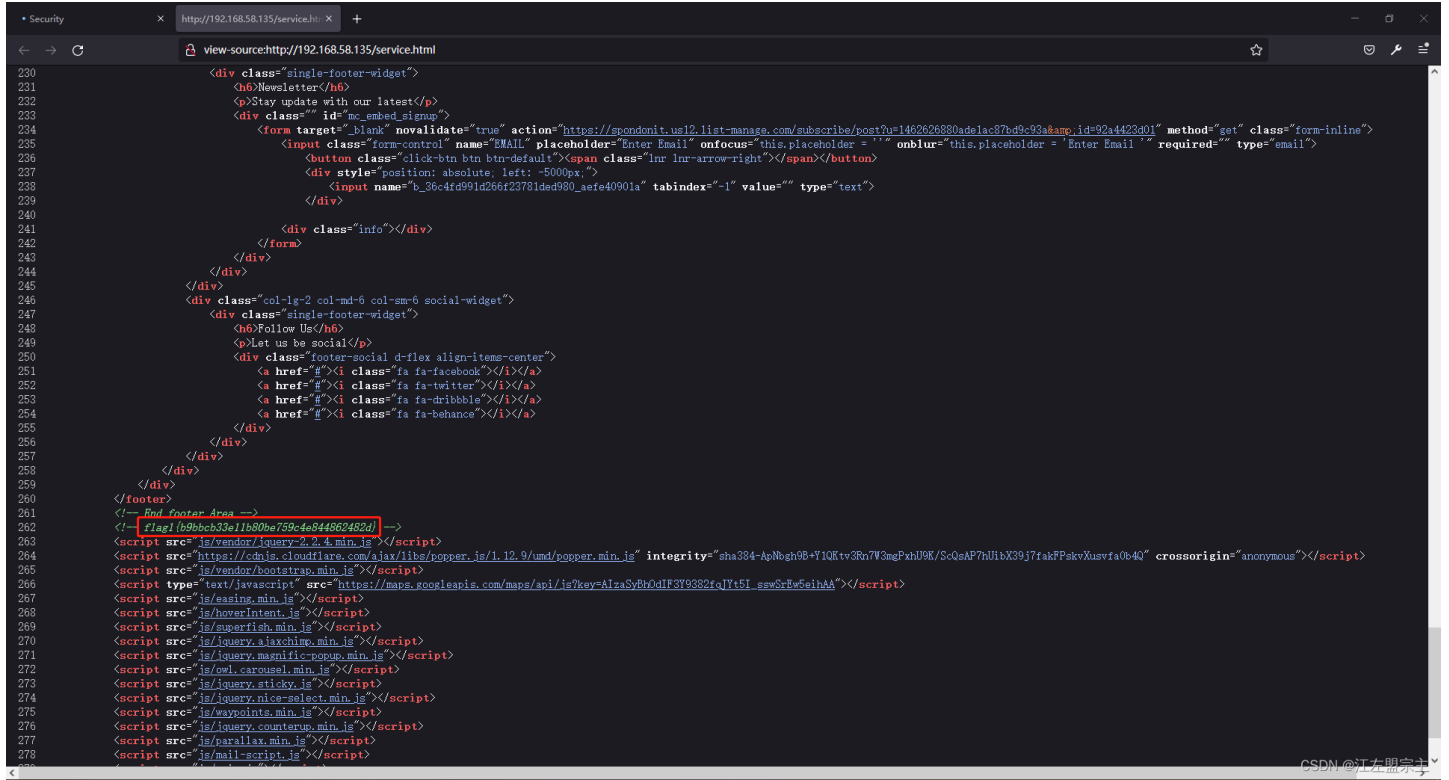 Security
http://192.168.58.135/service.htm
view-source:http://192.168.58.135/service.html
230 <div class="single-footer-widget">
231 <h6>Newsletter</h6>
232 <p>Stay update with our latest</p>
233 <div class="" id="mc_embed_signup">
234 <form target="_blank" novalidate="true" action="https://spondonit.us12.list-manage.com/subscribe/post?u=1462626880ade1ac87bd9c93a&amp;id=92a4423d01" method="get" class="form-inline">
235 <input class="form-control" name="EMAIL" placeholder="Enter Email" onfocus="this.placeholder = ''" onblur="this.placeholder = 'Enter Email '" required="" type="email">
236 <button class="click-btn btn btn-default"><span class="lnr lnr-arrow-right"></span></button>
237 <div style="position: absolute; left: -5000px;">
238 <input name="b_36c4fd991d266f23781ded980_aefe40901a" tabindex="-1" value="" type="text">
239 </div>
240
241 <div class="info"></div>
242 </form>
243 </div>
244 </div>
245 </div>
246 <div class="col-lg-2 col-md-6 col-sm-6 social-widget">
247 <div class="single-footer-widget">
248 <h6>Follow Us</h6>
249 <p>Let us be social</p>
250 <div class="footer-social d-flex align-items-center">
251 <a href="#"><i class="fa fa-facebook"></i></a>
252 <a href="#"><i class="fa fa-twitter"></i></a>
253 <a href="#"><i class="fa fa-dribbble"></i></a>
254 <a href="#"><i class="fa fa-behance"></i></a>
255 </div>
256 </div>
257 </div>
258 </div>
259 </div>
260 </footer>
261 <!-- End footer Area -->
262 <!-- flag1{b9bbcb33e11b80be759c4e844862482d} -->
263 <script src="js/vendor/jquery-2.2.4.min.js"></script>
264 <script src="https://cdnjs.cloudflare.com/ajax/libs/popper.js/1.12.9/umd/popper.min.js" integrity="sha384-ApNbgh9B+Y1QKtv3Rn7W3mgPxhU9K/ScQsAP7hUibX39j7fakFPskvXusvfa0b4Q" crossorigin="anonymous"></script>
265 <script src="js/vendor/bootstrap.min.js"></script>
266 <script type="text/javascript" src="https://maps.googleapis.com/maps/api/js?key=AIzaSyBhOdIF3Y9382fqJYt5I_sswSrEw5eihAA"></script>
267 <script src="js/easing.min.js"></script>
268 <script src="js/hoverIntent.js"></script>
269 <script src="js/superfish.min.js"></script>
270 <script src="js/jquery.ajaxchimp.min.js"></script>
271 <script src="js/jquery.magnific-popup.min.js"></script>
272 <script src="js/owl.carousel.min.js"></script>
273 <script src="js/jquery.sticky.js"></script>
274 <script src="js/jquery.nice-select.min.js"></script>
275 <script src="js/waypoints.min.js"></script>
276 <script src="js/jquery.counterup.min.js"></script>
277 <script src="js/parallax.min.js"></script>
278 <script src="js/mail-script.js"></script>
CSDN @江左盟宗主